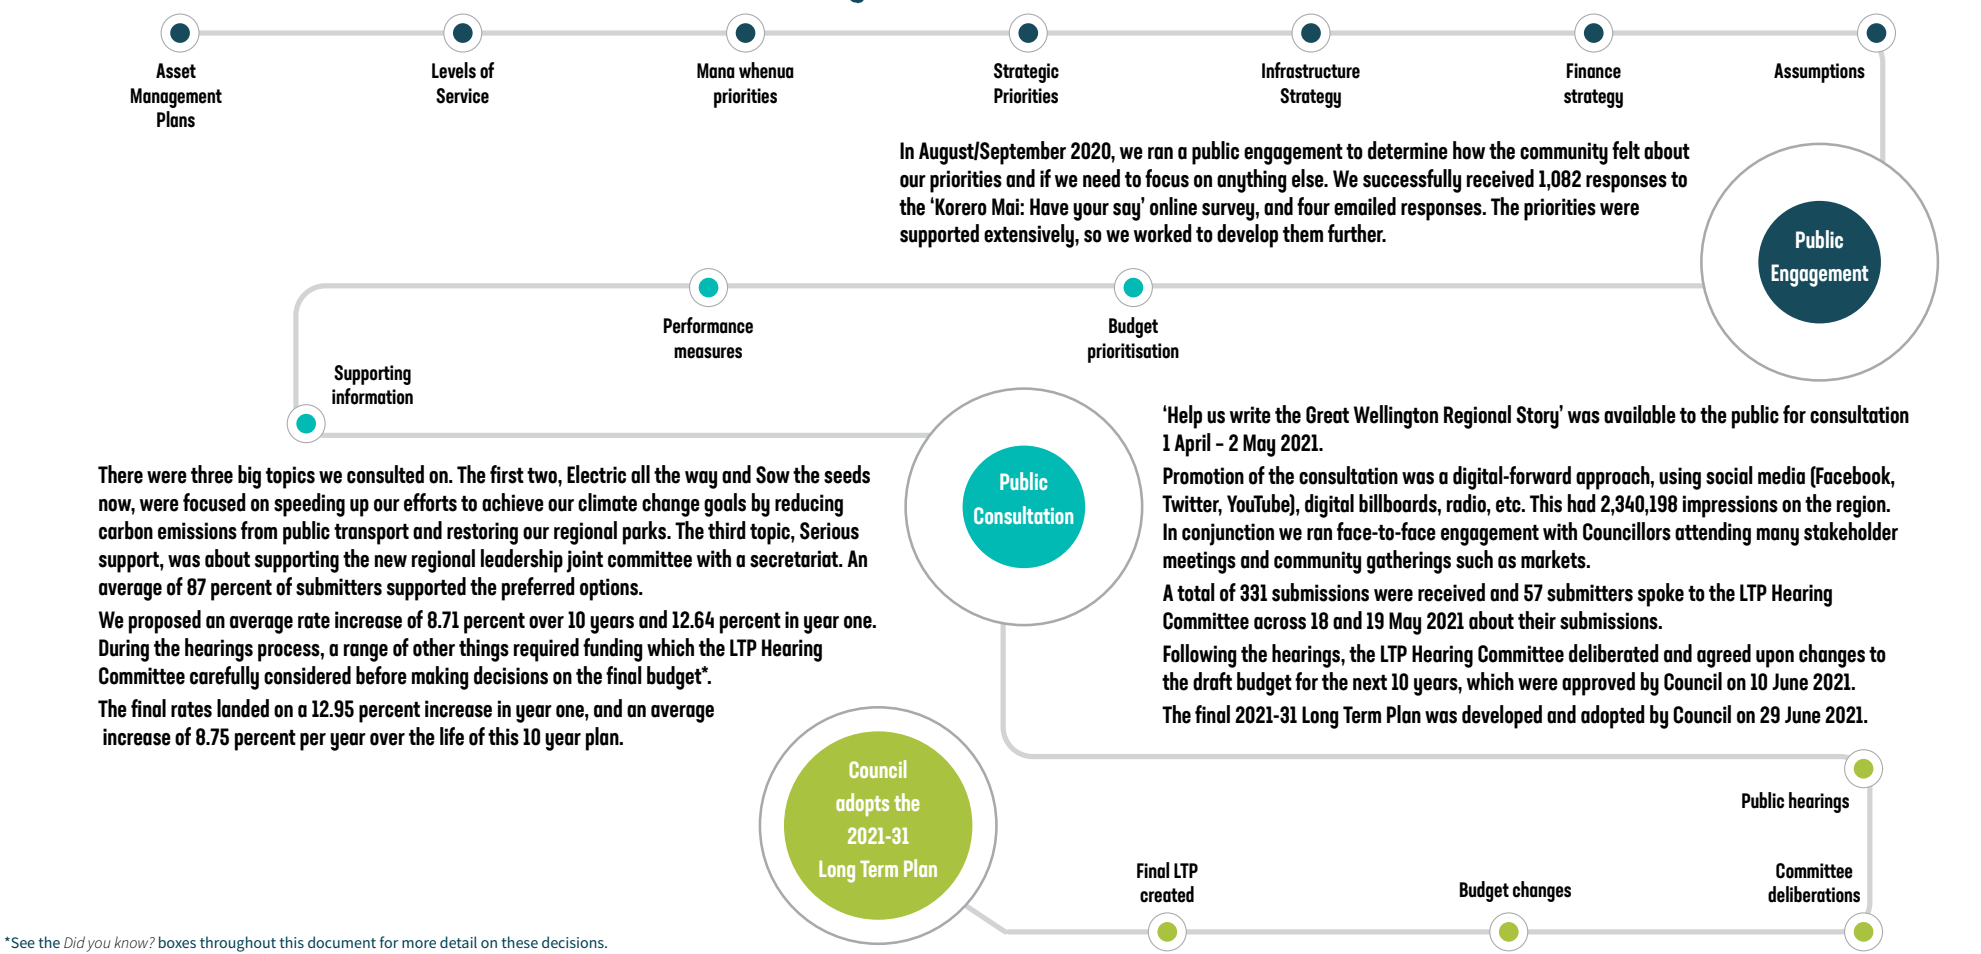 Asset
Management
Plans
Levels of
Service
Mana whenua
priorities
Strategic
Priorities
Infrastructure
Strategy
Finance
strategy
Assumptions
In August/September 2020, we ran a public engagement to determine how the community felt about
our priorities and if we need to focus on anything else. We successfully received 1,082 responses to
the ‘Korero Mai: Have your say’ online survey, and four emailed responses. The priorities were
supported extensively, so we worked to develop them further.
Public
Engagement
Budget
prioritisation
Performance
measures
Supporting
information
There were three big topics we consulted on. The first two, Electric all the way and Sow the seeds
now, were focused on speeding up our efforts to achieve our climate change goals by reducing
carbon emissions from public transport and restoring our regional parks. The third topic, Serious
support, was about supporting the new regional leadership joint committee with a secretariat. An
average of 87 percent of submitters supported the preferred options.
We proposed an average rate increase of 8.71 percent over 10 years and 12.64 percent in year one.
During the hearings process, a range of other things required funding which the LTP Hearing
Committee carefully considered before making decisions on the final budget*.
The final rates landed on a 12.95 percent increase in year one, and an average
increase of 8.75 percent per year over the life of this 10 year plan.
Public
Consultation
‘Help us write the Great Wellington Regional Story’ was available to the public for consultation
1 April – 2 May 2021.
Promotion of the consultation was a digital-forward approach, using social media (Facebook,
Twitter, YouTube), digital billboards, radio, etc. This had 2,340,198 impressions on the region.
In conjunction we ran face-to-face engagement with Councillors attending many stakeholder
meetings and community gatherings such as markets.
A total of 331 submissions were received and 57 submitters spoke to the LTP Hearing
Committee across 18 and 19 May 2021 about their submissions.
Following the hearings, the LTP Hearing Committee deliberated and agreed upon changes to
the draft budget for the next 10 years, which were approved by Council on 10 June 2021.
The final 2021-31 Long Term Plan was developed and adopted by Council on 29 June 2021.
Public hearings
Committee
deliberations
Budget changes
Final LTP
created
Council
adopts the
2021-31
Long Term Plan
*See the Did you know? boxes throughout this document for more detail on these decisions.